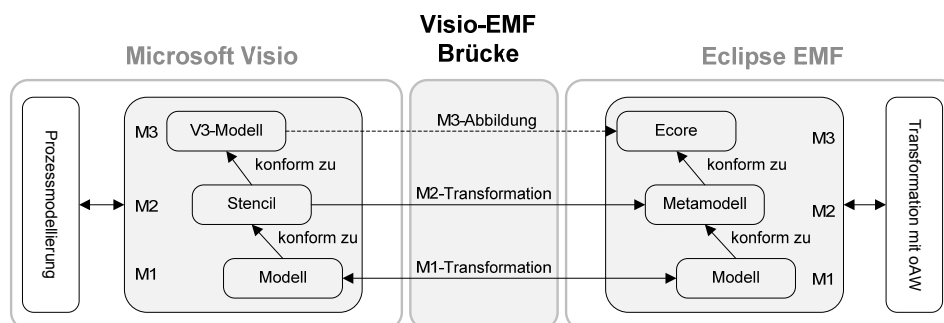 Visio-EMF
Brücke
Microsoft Visio
Eclipse EMF
Prozessmodellierung
M3
V3-Modell
M3-Abbildung
Ecore
M3
konform zu
konform zu
M2
Stencil
M2-Transformation
Metamodell
M2
konform zu
konform zu
M1
Modell
M1-Transformation
Modell
M1
Transformation mit oAW